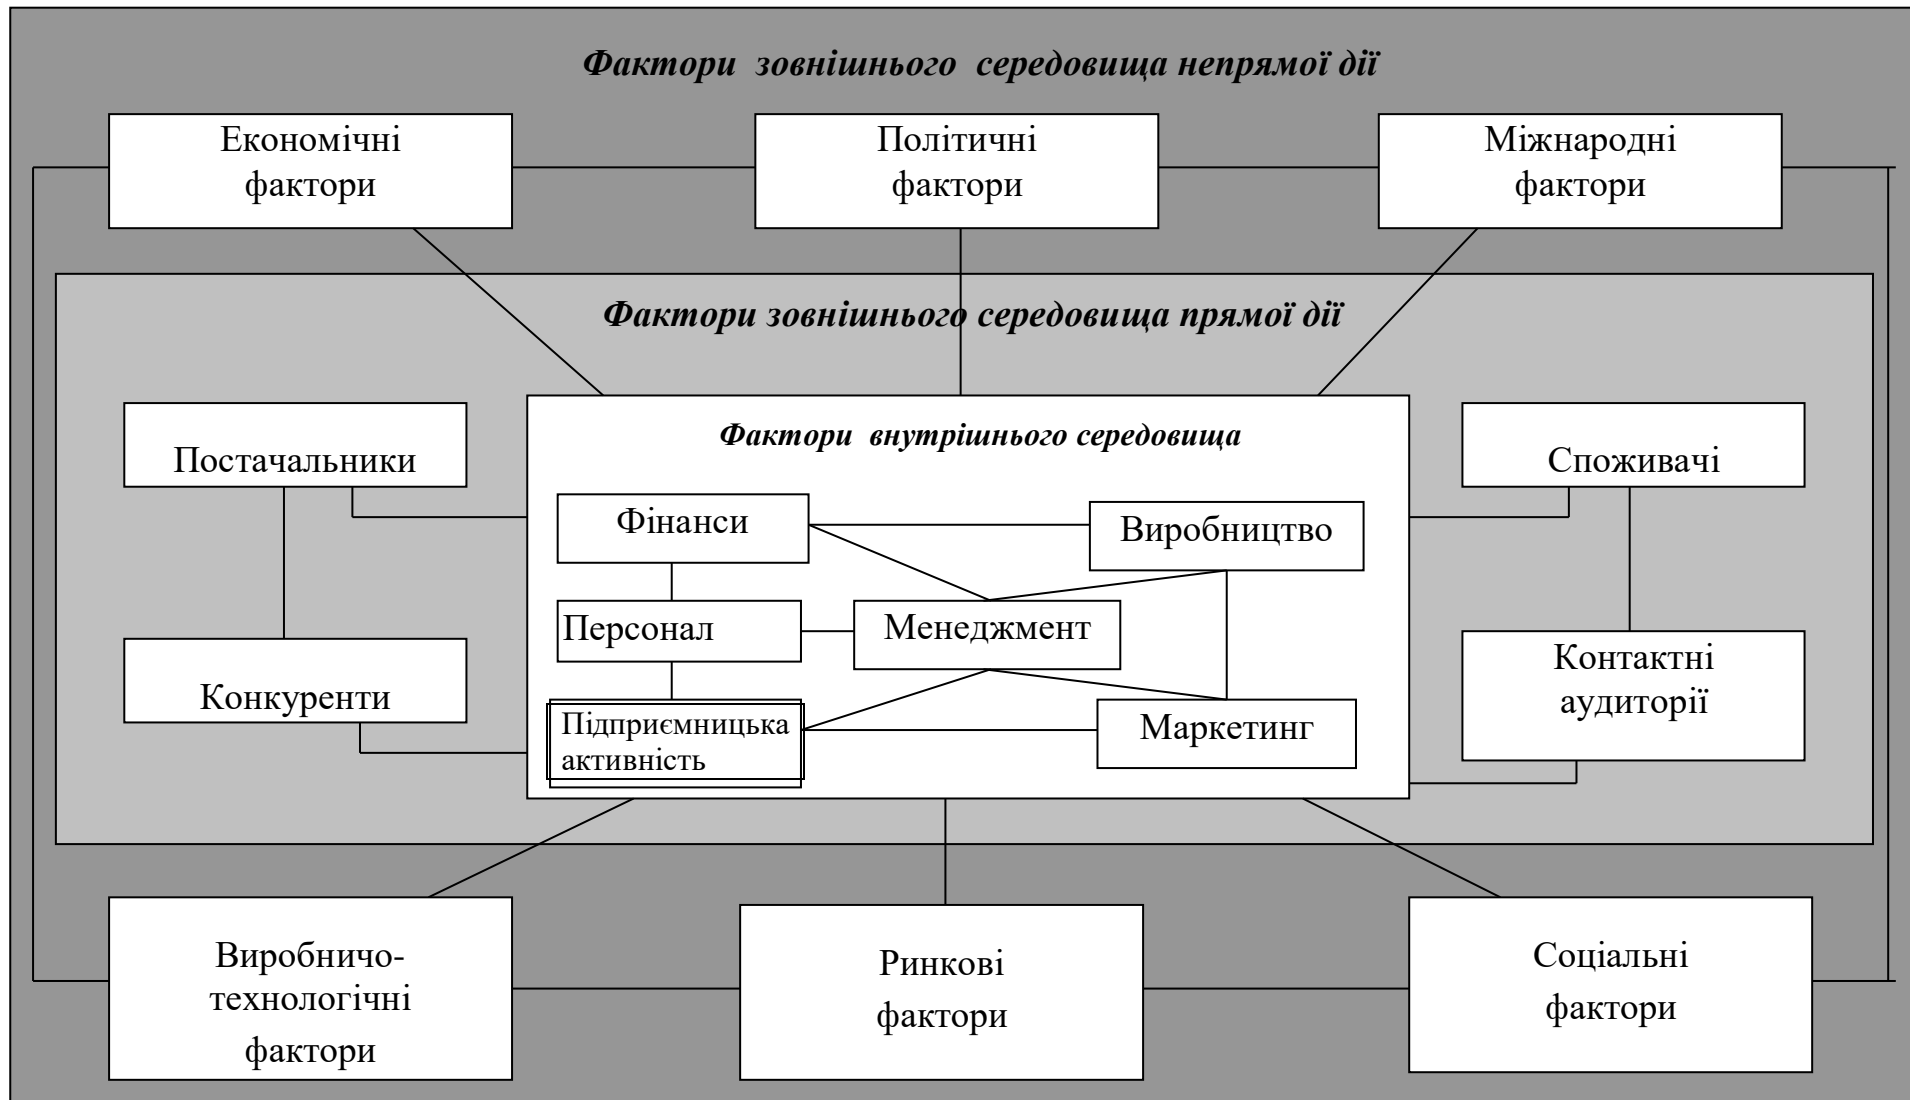 Фактори зовнішнього середовища непрямої дії
Економічні
фактори
Політичні
фактори
Міжнародні
фактори
Фактори зовнішнього середовища прямої дії
Постачальники
Конкуренти
Фактори внутрішнього середовища
Фінанси
Виробництво
Персонал
Менеджмент
Підприємницька
активність
Маркетинг
Споживачі
Контактні
аудиторії
Виробничо-
технологічні
фактори
Ринкові
фактори
Соціальні
фактори